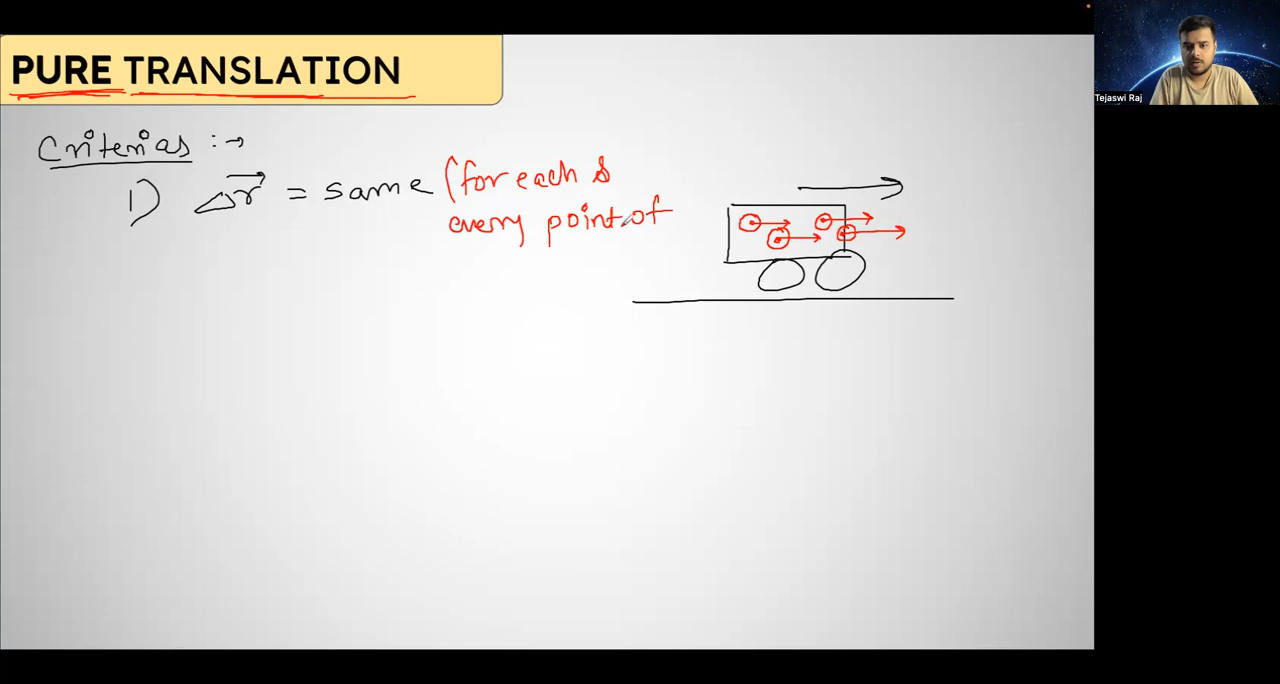 PURE TRANSLATION
Tejaswi Raj
Criterias :→
1) Δr⃗ = same (for each &
every point of